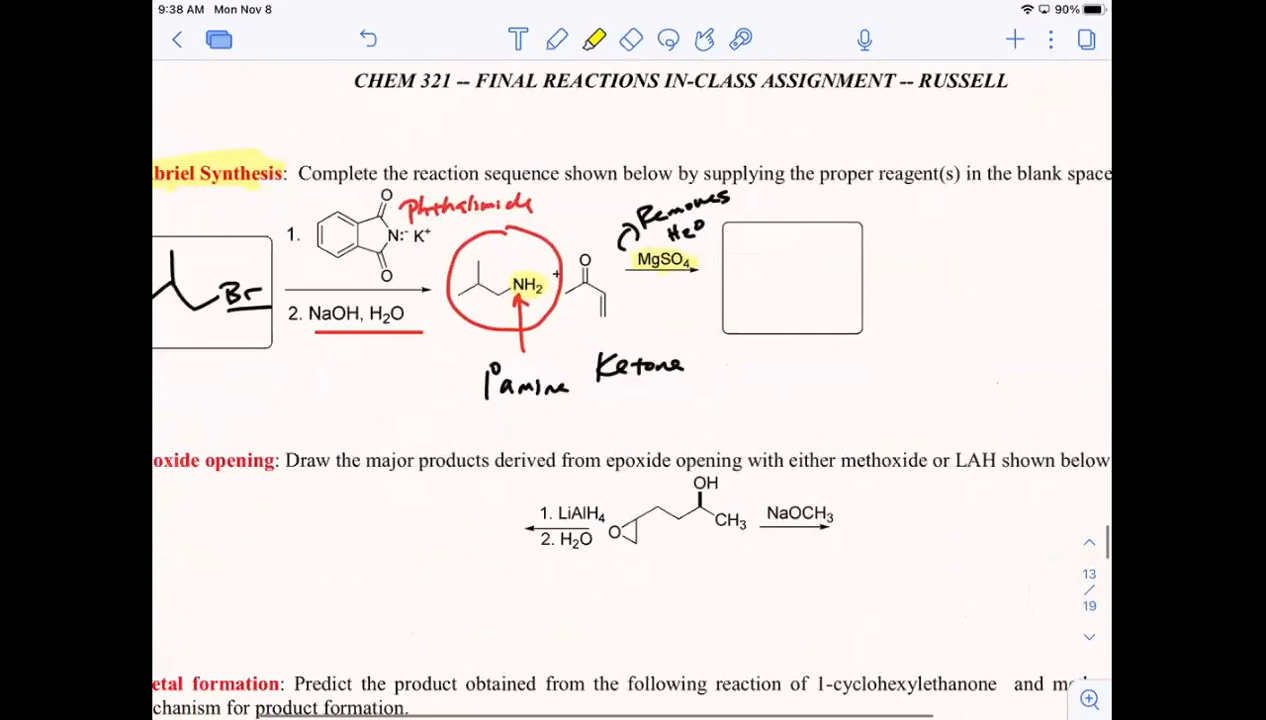 9:38 AM Mon Nov 8
90%
CHEM 321 -- FINAL REACTIONS IN-CLASS ASSIGNMENT -- RUSSELL
briel Synthesis: Complete the reaction sequence shown below by supplying the proper reagent(s) in the blank space
O
Phthalimide
Removes
H2O
1.
N:⁻ K⁺
O
O
MgSO4
Br
NH2
+
2. NaOH, H2O
1° amine
Ketone
oxide opening: Draw the major products derived from epoxide opening with either methoxide or LAH shown below
OH
1. LiAlH4
2. H2O
O
CH3
NaOCH3
13
/
19
etal formation: Predict the product obtained from the following reaction of 1-cyclohexylethanone and me
chanism for product formation.